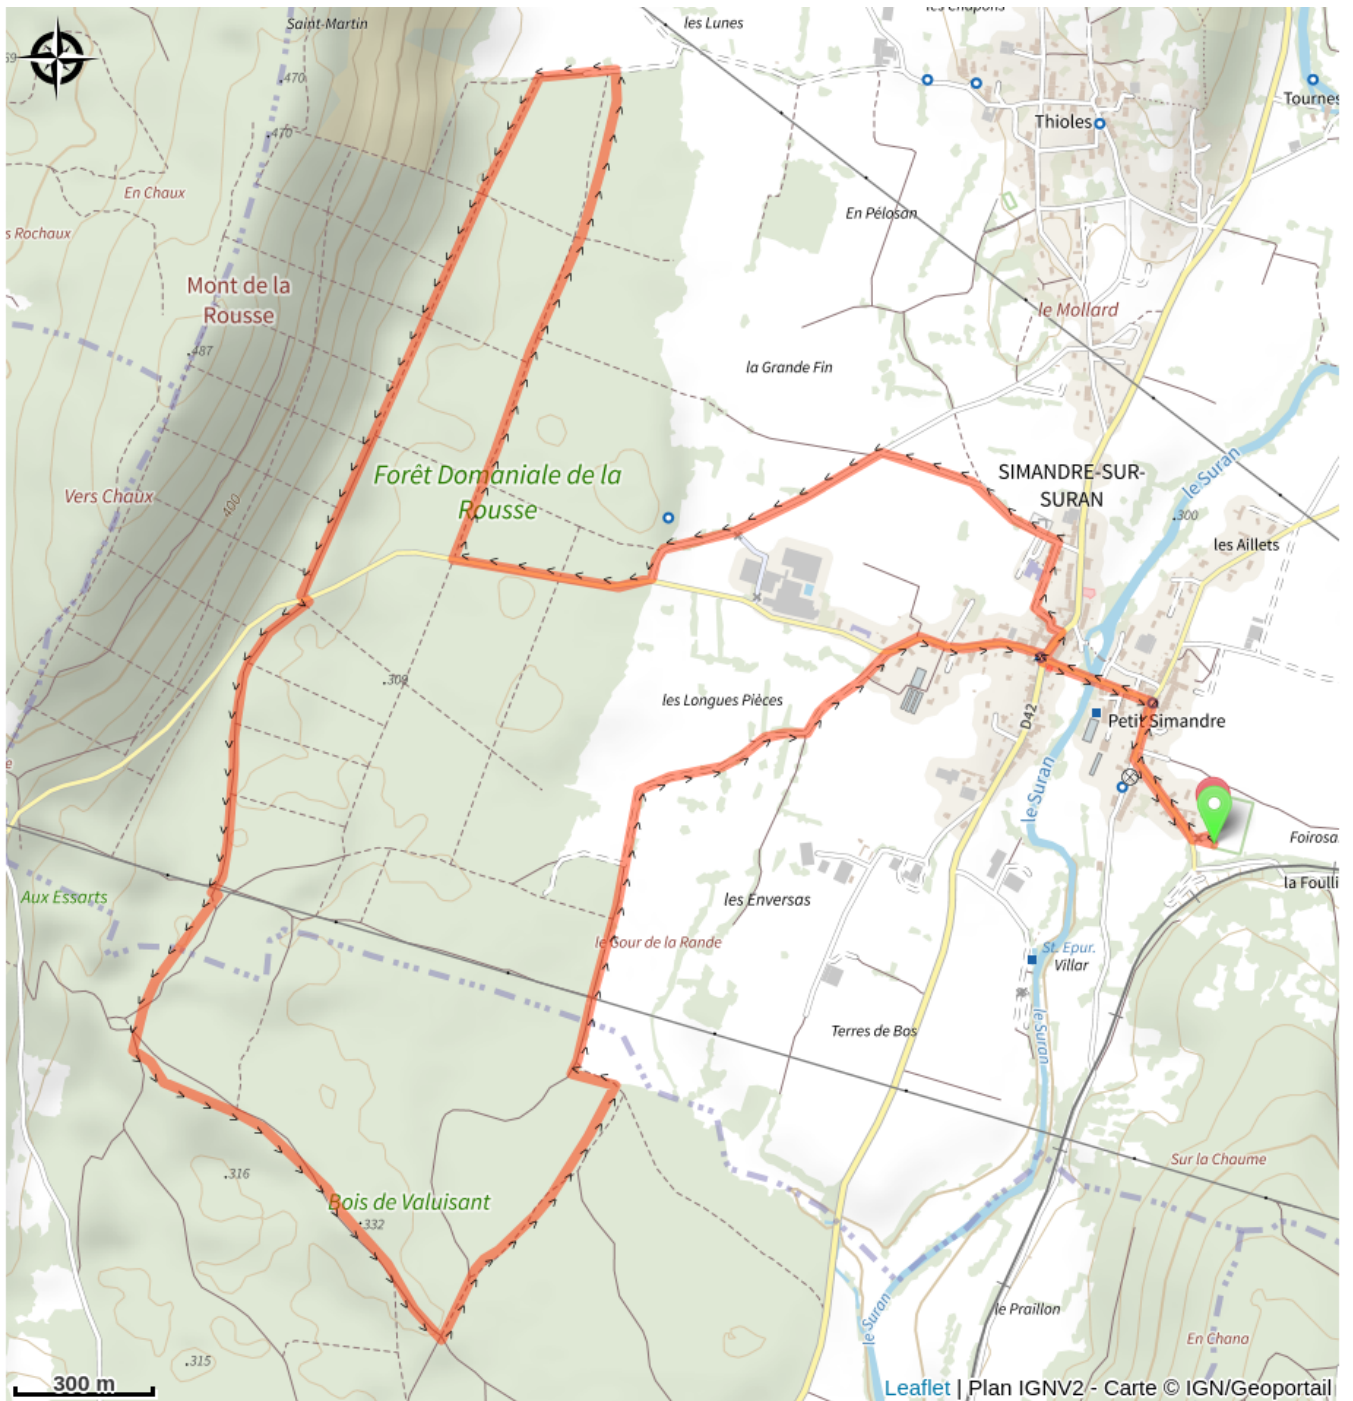 Saint-Martin
les Lunes
470
Tournes
Thioles
470
En Chaux
En Pélosan
s Rochaux
Mont de la
Rousse
le Mollard
487
la Grande Fin
Forêt Domaniale de la
Rousse
SIMANDRE-SUR-
SURAN
le Suran
Vers Chaux
400
300
les Aillets
309
les Longues Pièces
D42
Petit Simandre
le Suran
Foirosa
la Foulli
Aux Essarts
les Enversas
le Gour de la Rande
St. Epur.
Villar
Terres de Bos
le Suran
316
Sur la Chaume
Bois de Valuisant
332
le Praillon
le Suran
En Chana
315
300 m
Leaflet | Plan IGNV2 - Carte © IGN/Geoportail